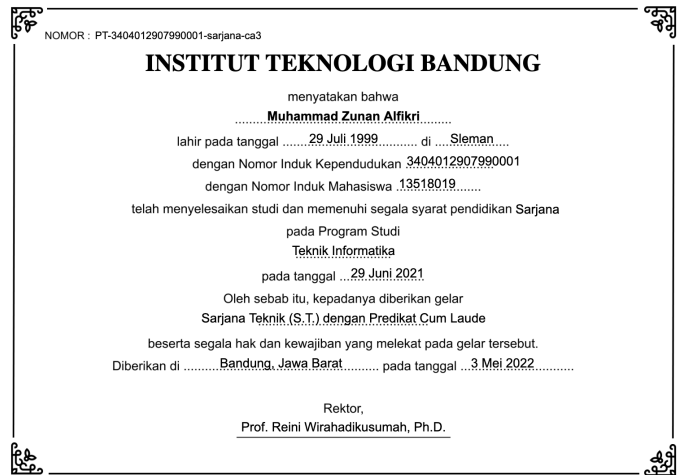 NOMOR : PT-3404012907990001-sarjana-ca3
INSTITUT TEKNOLOGI BANDUNG
menyatakan bahwa
Muhammad Zunan Alfikri
lahir pada tanggal ....... 29 Juli 1999 ........... di .... Sleman ....
dengan Nomor Induk Kependudukan 3404012907990001
dengan Nomor Induk Mahasiswa 13518019 .......
telah menyelesaikan studi dan memenuhi segala syarat pendidikan Sarjana
pada Program Studi
Teknik Informatika
pada tanggal ... 29 Juni 2021
Oleh sebab itu, kepadanya diberikan gelar
Sarjana Teknik (S.T.) dengan Predikat Cum Laude
beserta segala hak dan kewajiban yang melekat pada gelar tersebut.
Diberikan di ......... Bandung, Jawa Barat .......... pada tanggal ... 3 Mei 2022 ...........
Rektor,
Prof. Reini Wirahadikusumah, Ph.D.